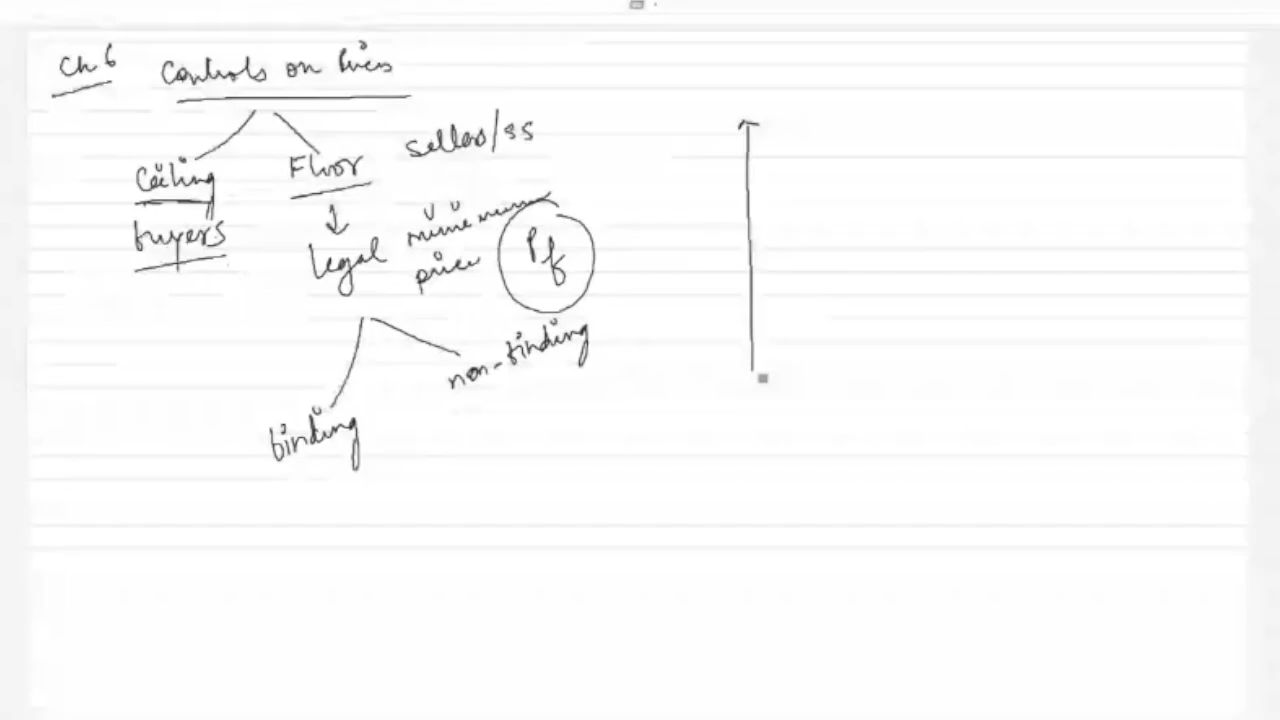 Ch.6 Controls on Prices
Ceiling Floor sellers/ss
buyers
legal minimum
price Pf
binding non-binding